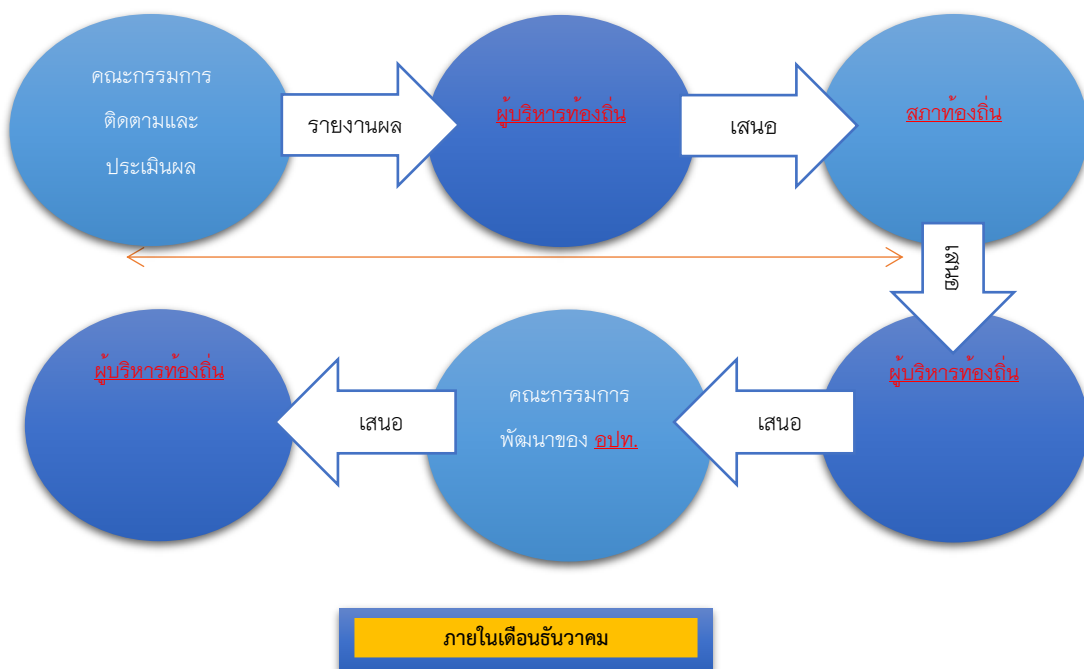 คณะกรรมการ
ติดตามและ
ประเมินผล
รายงานผล
ผู้บริหารท้องถิ่น
เสนอ
สภาท้องถิ่น
เสนอ
ผู้บริหารท้องถิ่น
เสนอ
คณะกรรมการ
พัฒนาของ อปท.
เสนอ
ผู้บริหารท้องถิ่น
ภายในเดือนธันวาคม